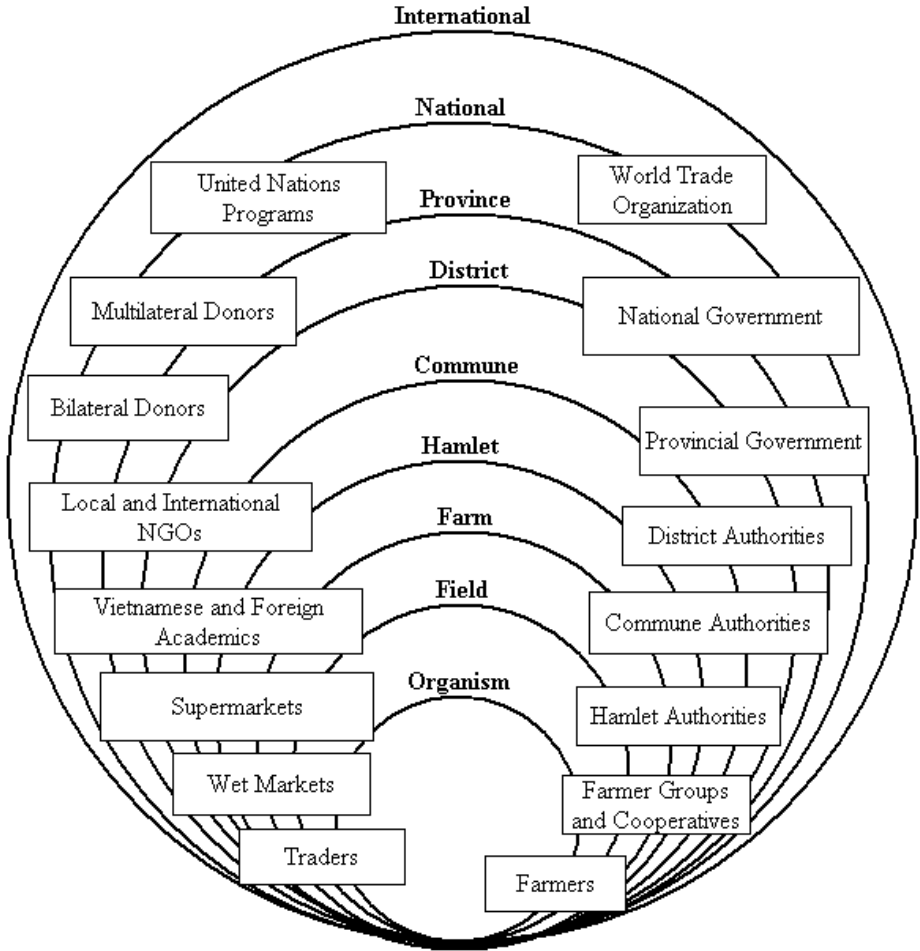 International
National
United Nations
Programs
World Trade
Organization
Province
District
Multilateral Donors
National Government
Commune
Bilateral Donors
Provincial Government
Hamlet
Local and International
NGOs
Farm
District Authorities
Field
Vietnamese and Foreign
Academics
Commune Authorities
Organism
Supermarkets
Hamlet Authorities
Wet Markets
Farmer Groups
and Cooperatives
Traders
Farmers